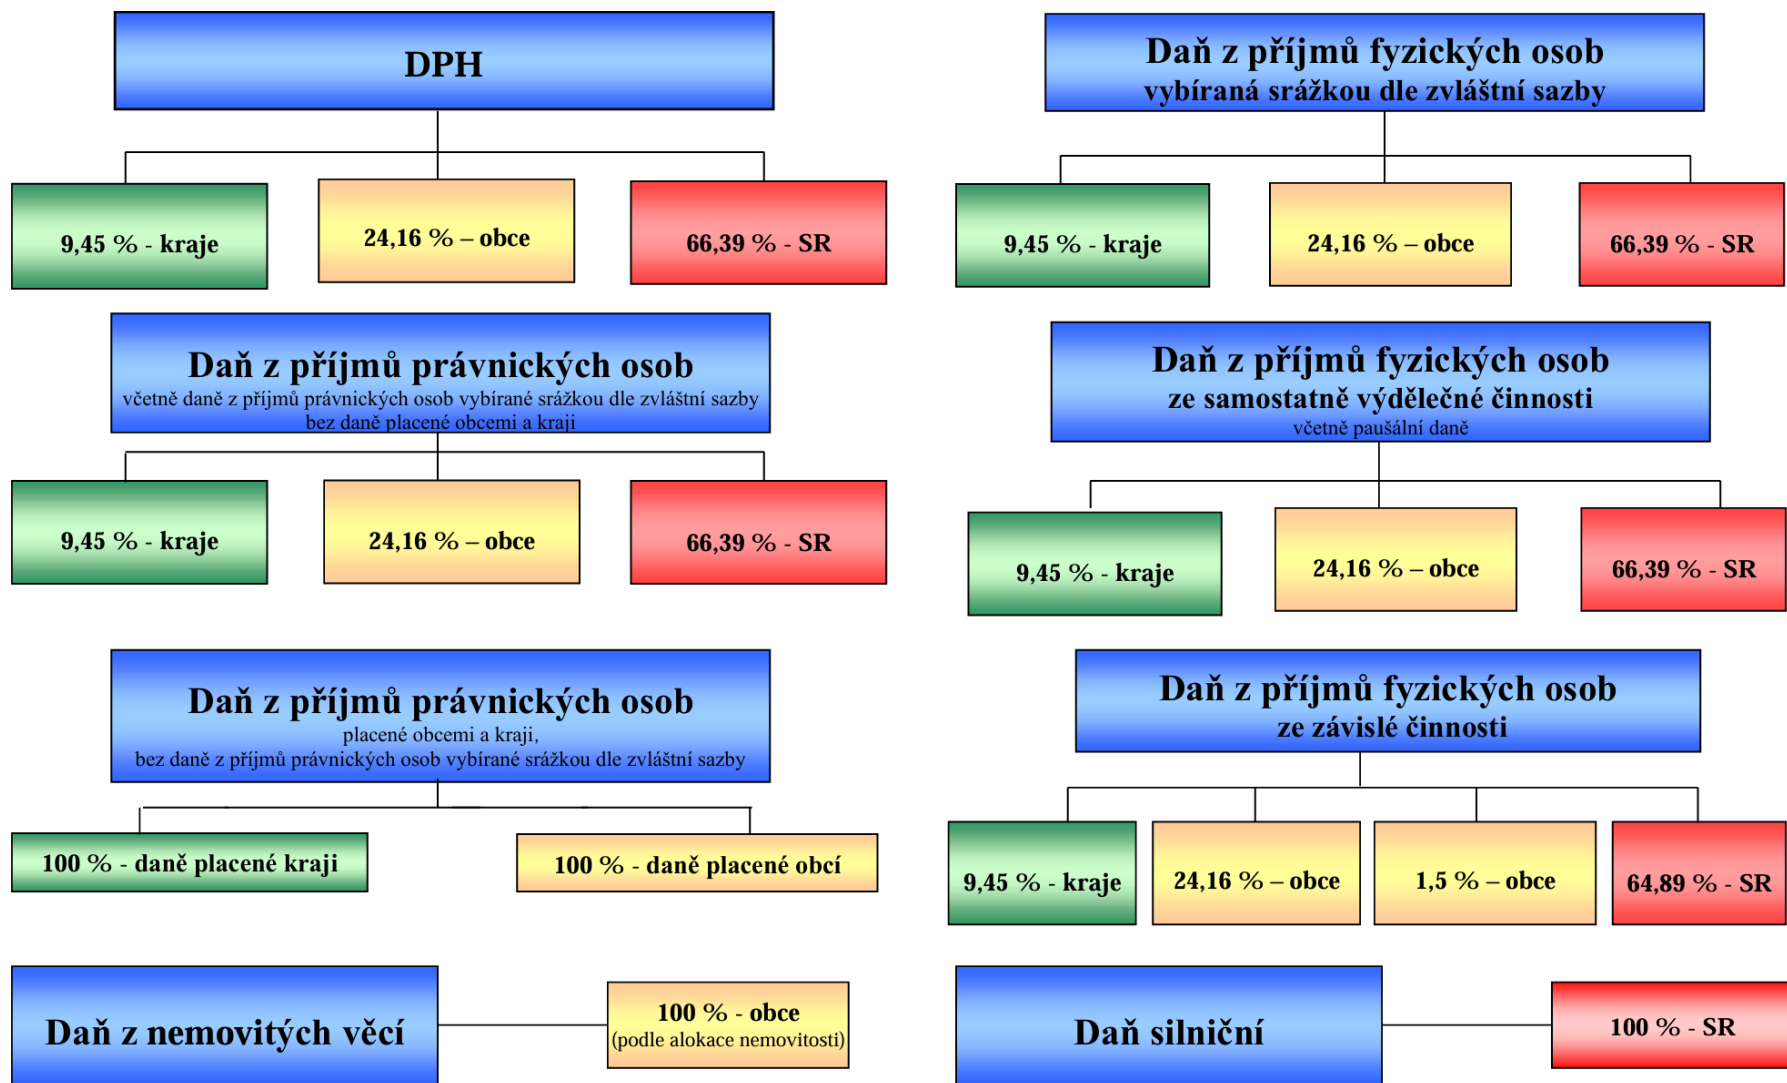 DPH
9,45 % - kraje
24,16 % – obce
66,39 % - SR
Daň z příjmů fyzických osob
vybíraná srážkou dle zvláštní sazby
9,45 % - kraje
24,16 % – obce
66,39 % - SR
Daň z příjmů právnických osob
včetně daně z příjmů právnických osob vybírané srážkou dle zvláštní sazby
bez daně placené obcemi a kraji
9,45 % - kraje
24,16 % – obce
66,39 % - SR
Daň z příjmů fyzických osob
ze samostatně výdělečné činnosti
včetně paušální daně
9,45 % - kraje
24,16 % – obce
66,39 % - SR
Daň z příjmů právnických osob
placené obcemi a kraji,
bez daně z příjmů právnických osob vybírané srážkou dle zvláštní sazby
100 % - daně placené kraji
100 % - daně placené obcí
Daň z příjmů fyzických osob
ze závislé činnosti
9,45 % - kraje
24,16 % – obce
1,5 % – obce
64,89 % - SR
Daň z nemovitých věcí
100 % - obce
(podle alokace nemovitosti)
Daň silniční
100 % - SR